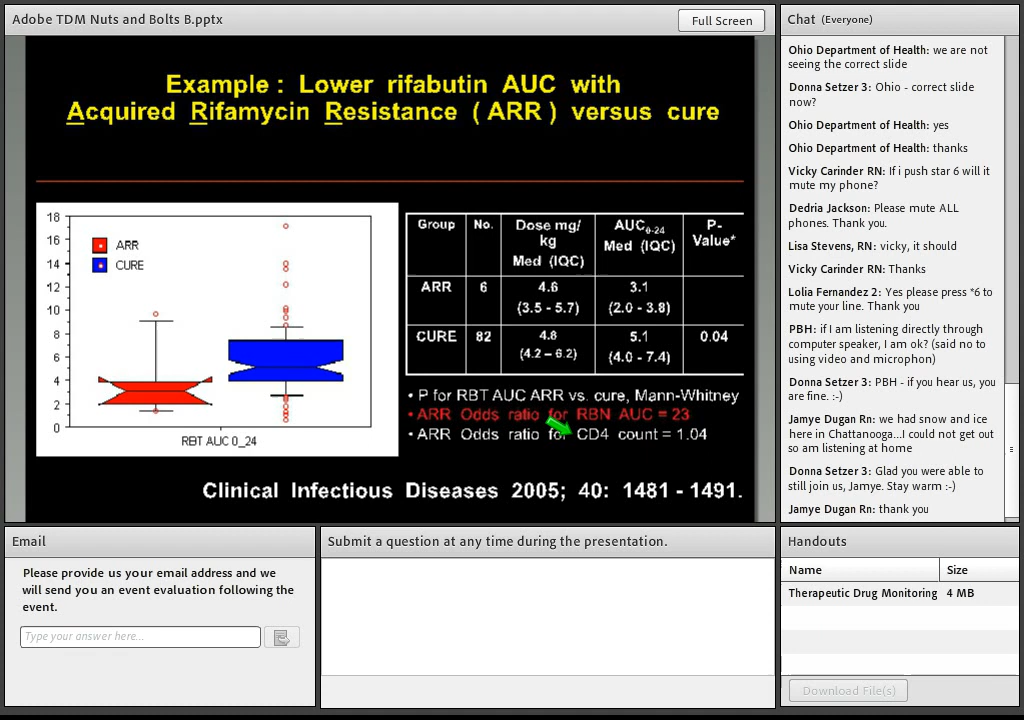 Adobe TDM Nuts and Bolts B.pptx
Full Screen
Example : Lower rifabutin AUC with
Acquired Rifamycin Resistance ( ARR ) versus cure
18
16
14
12
10
8
6
4
2
0
ARR
CURE
RBT AUC 0_24
Group No. Dose mg/ kg Med (IQC) AUC0-24 Med (IQC) P-Value*
ARR 6 4.6 (3.5 - 5.7) 3.1 (2.0 - 3.8)
CURE 82 4.8 (4.2 – 6.2) 5.1 (4.0 - 7.4) 0.04
• P for RBT AUC ARR vs. cure, Mann-Whitney
• ARR Odds ratio for RBN AUC = 23
• ARR Odds ratio for CD4 count = 1.04
Clinical Infectious Diseases 2005; 40: 1481 - 1491.
Chat (Everyone)
Ohio Department of Health: we are not
seeing the correct slide
Donna Setzer 3: Ohio - correct slide
now?
Ohio Department of Health: yes
Ohio Department of Health: thanks
Vicky Carinder RN: If i push star 6 will it
mute my phone?
Dedria Jackson: Please mute ALL
phones. Thank you.
Lisa Stevens, RN: vicky, it should
Vicky Carinder RN: Thanks
Lolia Fernandez 2: Yes please press *6 to
mute your line. Thank you
PBH: if I am listening directly through
computer speaker, I am ok? (said no to
using video and microphon)
Donna Setzer 3: PBH - if you hear us, you
are fine. :-)
Jamye Dugan Rn: we had snow and ice
here in Chattanooga...I could not get out
so am listening at home
Donna Setzer 3: Glad you were able to
still join us, Jamye. Stay warm :-)
Jamye Dugan Rn: thank you
Email
Please provide us your email address and we
will send you an event evaluation following the
event.
Type your answer here...
Submit a question at any time during the presentation.
Handouts
Name Size
Therapeutic Drug Monitoring 4 MB
Download File(s)